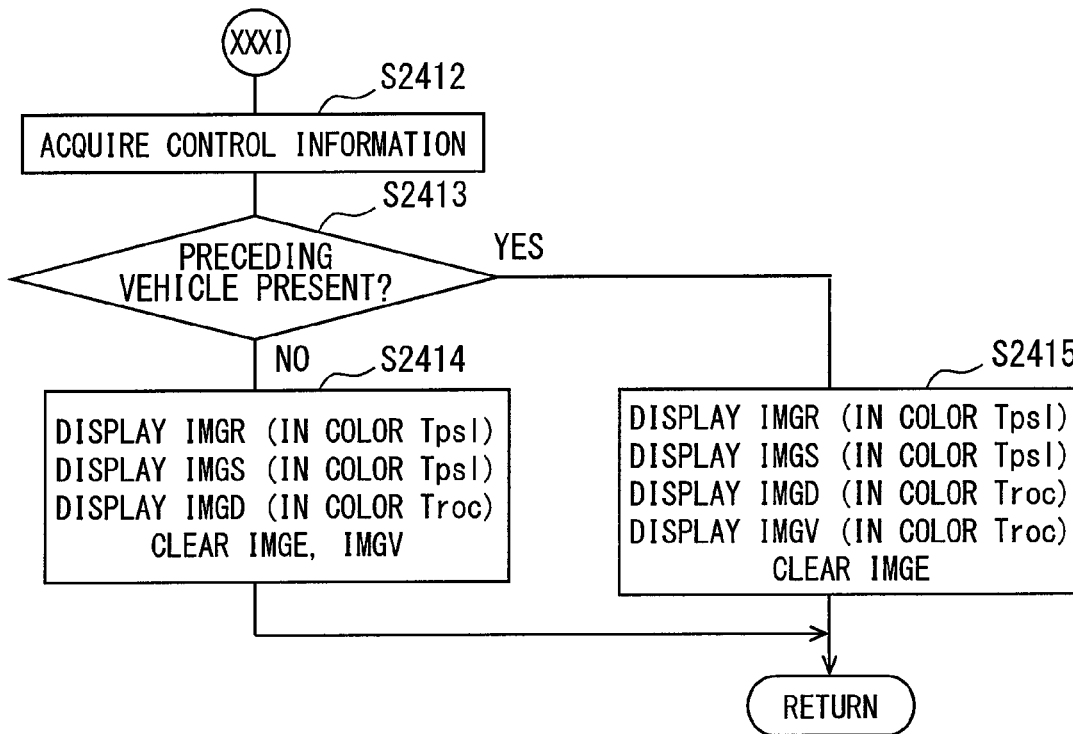 XXXI
S2412
ACQUIRE CONTROL INFORMATION
S2413
PRECEDING
VEHICLE PRESENT?
YES
NO
S2414
DISPLAY IMGR (IN COLOR Tpsl)
DISPLAY IMGS (IN COLOR Tpsl)
DISPLAY IMGD (IN COLOR Troc)
CLEAR IMGE, IMGV
S2415
DISPLAY IMGR (IN COLOR Tpsl)
DISPLAY IMGS (IN COLOR Tpsl)
DISPLAY IMGD (IN COLOR Troc)
DISPLAY IMGV (IN COLOR Troc)
CLEAR IMGE
RETURN